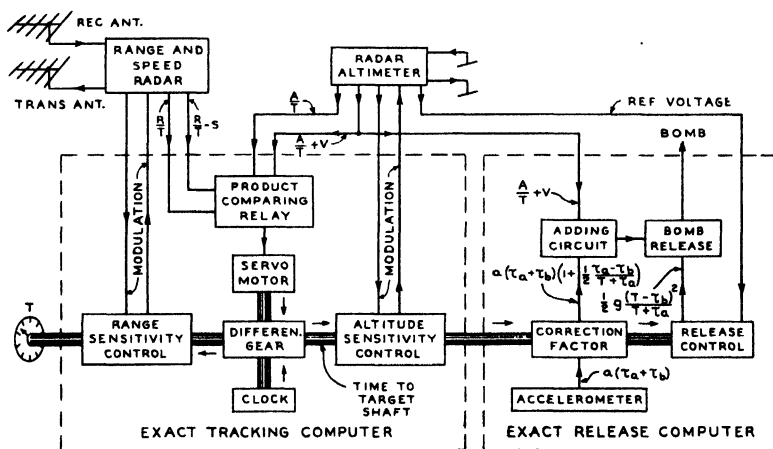 REC ANT.
TRANS ANT.
RANGE AND
SPEED
RADAR
RADAR
ALTIMETER
A/T
R/T
R/T-S
A/T+V
REF VOLTAGE
BOMB
MODULATION
PRODUCT
COMPARING
RELAY
MODULATION
A/T+V
ADDING
CIRCUIT
BOMB
RELEASE
SERVO
MOTOR
a(τa+τb)(1+½ (τa-τb)/(T+τa))
½g (T-τb)²/(T+τa)
T
RANGE
SENSITIVITY
CONTROL
DIFFEREN.
GEAR
ALTITUDE
SENSITIVITY
CONTROL
CORRECTION
FACTOR
RELEASE
CONTROL
CLOCK
TIME TO
TARGET
SHAFT
a(τa+τb)
ACCELEROMETER
EXACT TRACKING COMPUTER
EXACT RELEASE COMPUTER